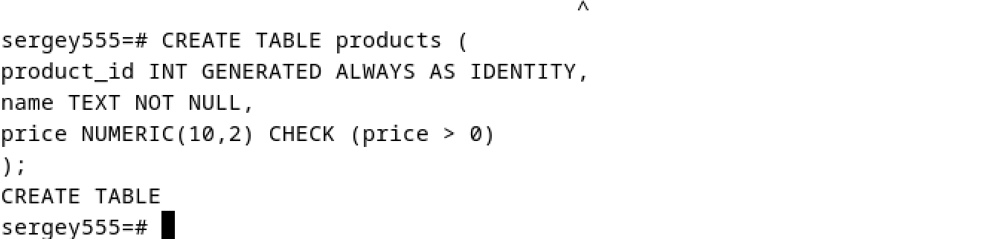 ^
sergey555=# CREATE TABLE products (
product_id INT GENERATED ALWAYS AS IDENTITY,
name TEXT NOT NULL,
price NUMERIC(10,2) CHECK (price > 0)
);
CREATE TABLE
sergey555=#